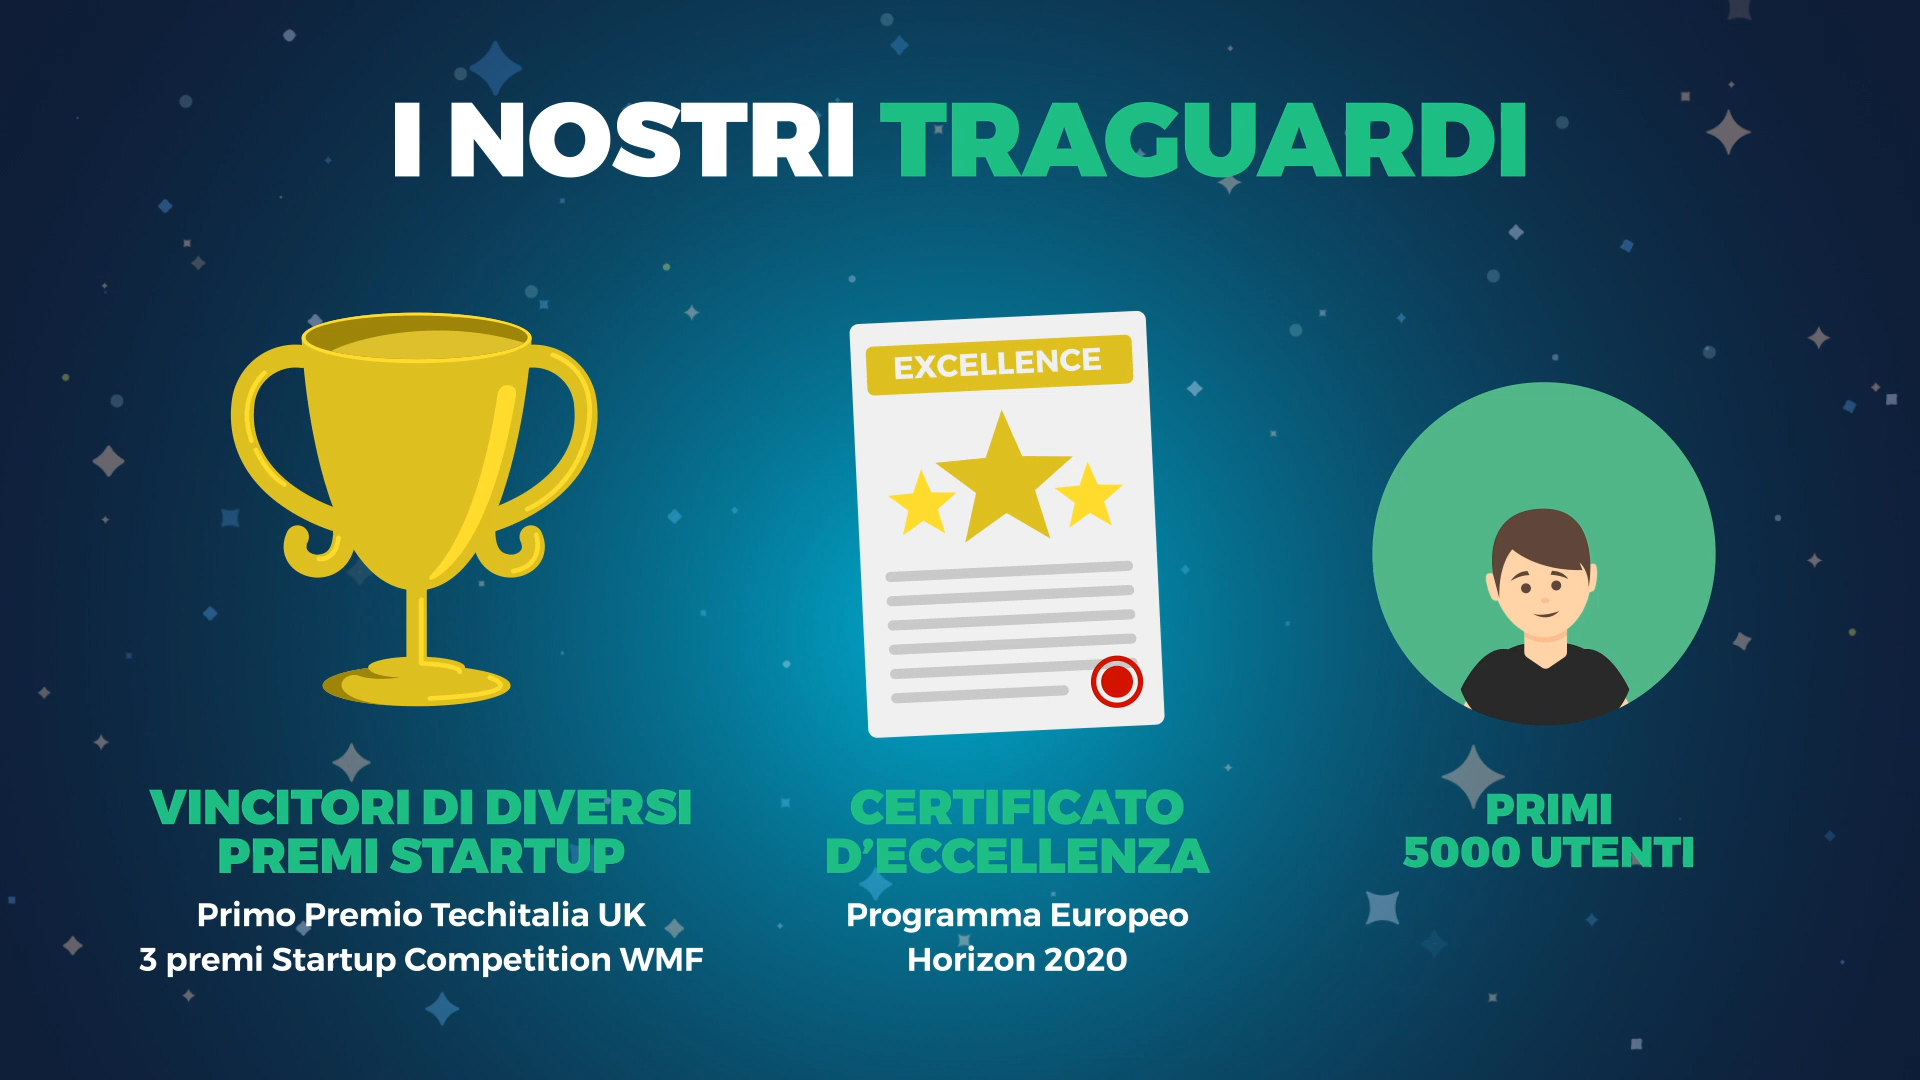 I NOSTRI TRAGUARDI
EXCELLENCE
VINCITORI DI DIVERSI
PREMI STARTUP
Primo Premio Techitalia UK
3 premi Startup Competition WMF
CERTIFICATO
D’ECCELLENZA
Programma Europeo
Horizon 2020
PRIMI
5000 UTENTI